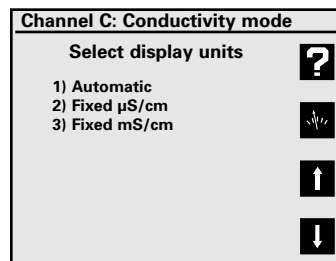 Channel C: Conductivity mode
Select display units
?
1) Automatic
2) Fixed µS/cm
3) Fixed mS/cm